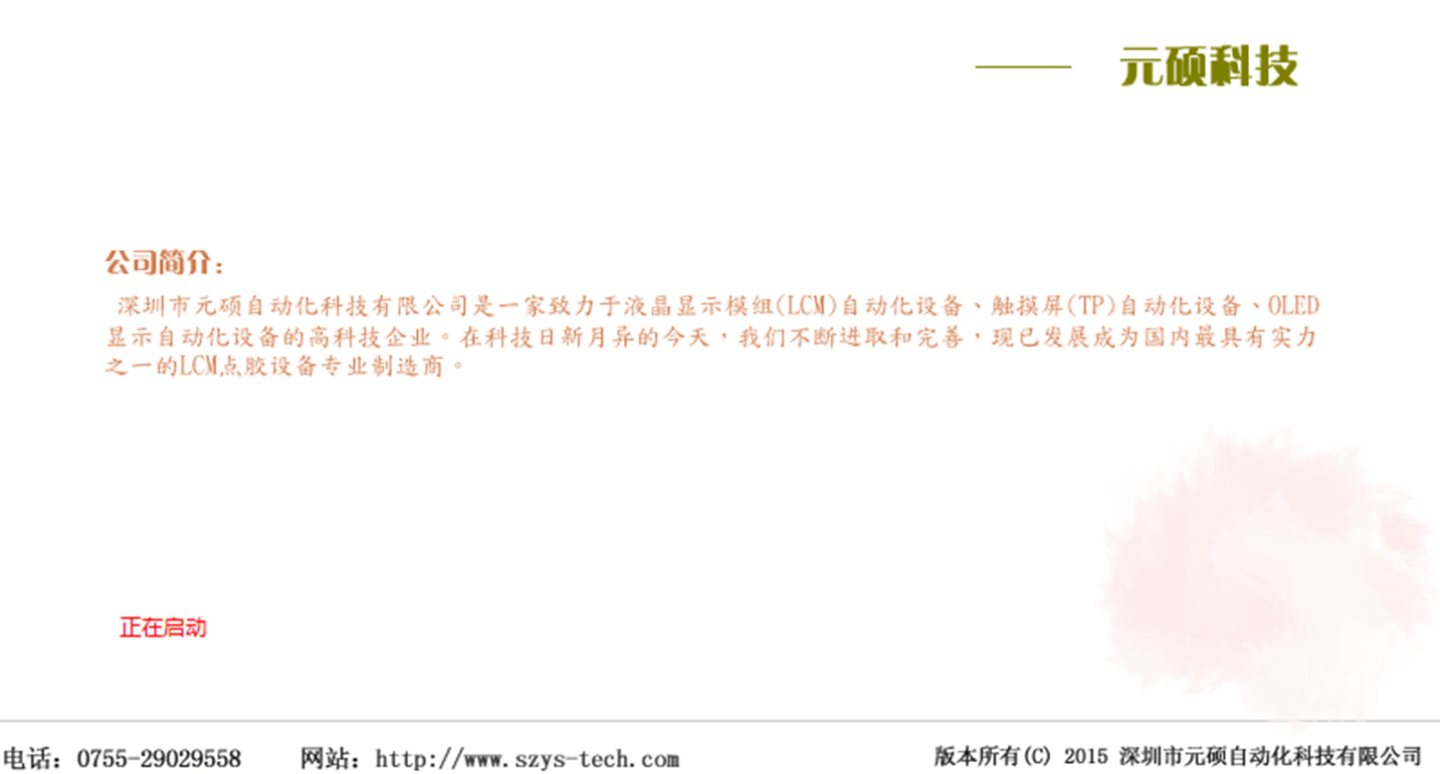 元硕科技
公司简介：
深圳市元硕自动化科技有限公司是一家致力于液晶显示模组(LCM)自动化设备、触摸屏(TP)自动化设备、OLED
显示自动化设备的高科技企业。在科技日新月异的今天，我们不断进取和完善，现已发展成为国内最具有实力
之一的LCM点胶设备专业制造商。
正在启动
电话：0755-29029558 网站：http://www.szys-tech.com 版本所有(C) 2015 深圳市元硕自动化科技有限公司